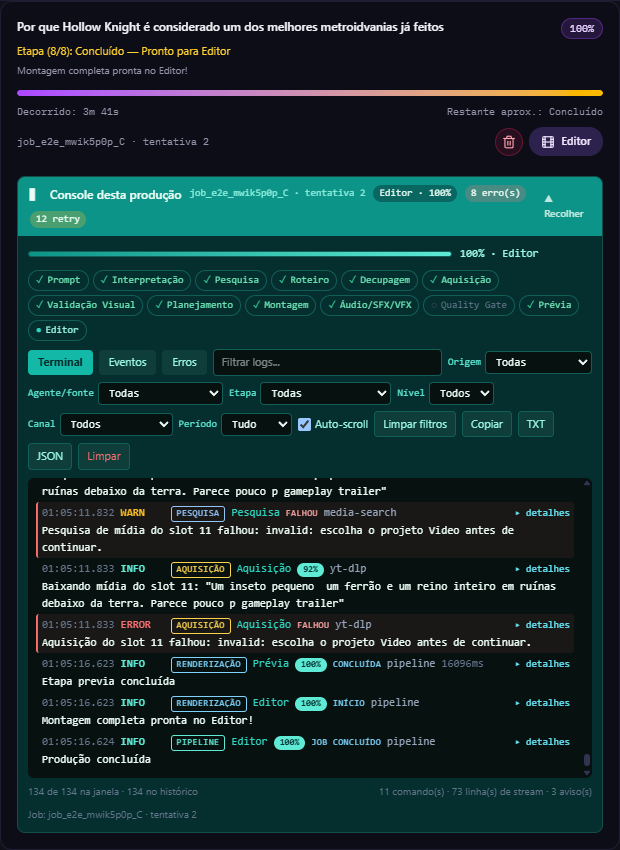 Por que Hollow Knight é considerado um dos melhores metroidvanias já feitos
100%
Etapa (8/8): Concluído — Pronto para Editor
Montagem completa pronta no Editor!
Decorrido: 3m 41s
Restante aprox.: Concluído
job_e2e_mwik5p0p_C · tentativa 2
Editor
Console desta produção
job_e2e_mwik5p0p_C · tentativa 2
Editor · 100%
8 erro(s)
▲
Recolher
12 retry
100% · Editor
✓ Prompt
✓ Interpretação
✓ Pesquisa
✓ Roteiro
✓ Decupagem
✓ Aquisição
✓ Validação Visual
✓ Planejamento
✓ Montagem
✓ Áudio/SFX/VFX
○ Quality Gate
✓ Prévia
● Editor
Terminal
Eventos
Erros
Filtrar logs...
Origem
Todas
Agente/fonte
Todas
Etapa
Todas
Nível
Todos
Canal
Todos
Período
Tudo
Auto-scroll
Limpar filtros
Copiar
TXT
JSON
Limpar
ruínas debaixo da terra. Parece pouco p gameplay trailer"
01:05:11.832 WARN PESQUISA Pesquisa FALHOU media-search ▸ detalhes
Pesquisa de mídia do slot 11 falhou: invalid: escolha o projeto Video antes de
continuar.
01:05:11.833 INFO AQUISIÇÃO Aquisição 92% yt-dlp ▸ detalhes
Baixando mídia do slot 11: "Um inseto pequeno  um ferrão e um reino inteiro em ruínas
debaixo da terra. Parece pouco p gameplay trailer"
01:05:11.833 ERROR AQUISIÇÃO Aquisição FALHOU yt-dlp ▸ detalhes
Aquisição do slot 11 falhou: invalid: escolha o projeto Video antes de continuar.
01:05:16.623 INFO RENDERIZAÇÃO Prévia 100% CONCLUÍDA pipeline 16096ms ▸ detalhes
Etapa previa concluída
01:05:16.623 INFO RENDERIZAÇÃO Editor 100% INÍCIO pipeline ▸ detalhes
Montagem completa pronta no Editor!
01:05:16.624 INFO PIPELINE Editor 100% JOB CONCLUÍDO pipeline ▸ detalhes
Produção concluída
134 de 134 na janela · 134 no histórico
11 comando(s) · 73 linha(s) de stream · 3 aviso(s)
Job: job_e2e_mwik5p0p_C · tentativa 2